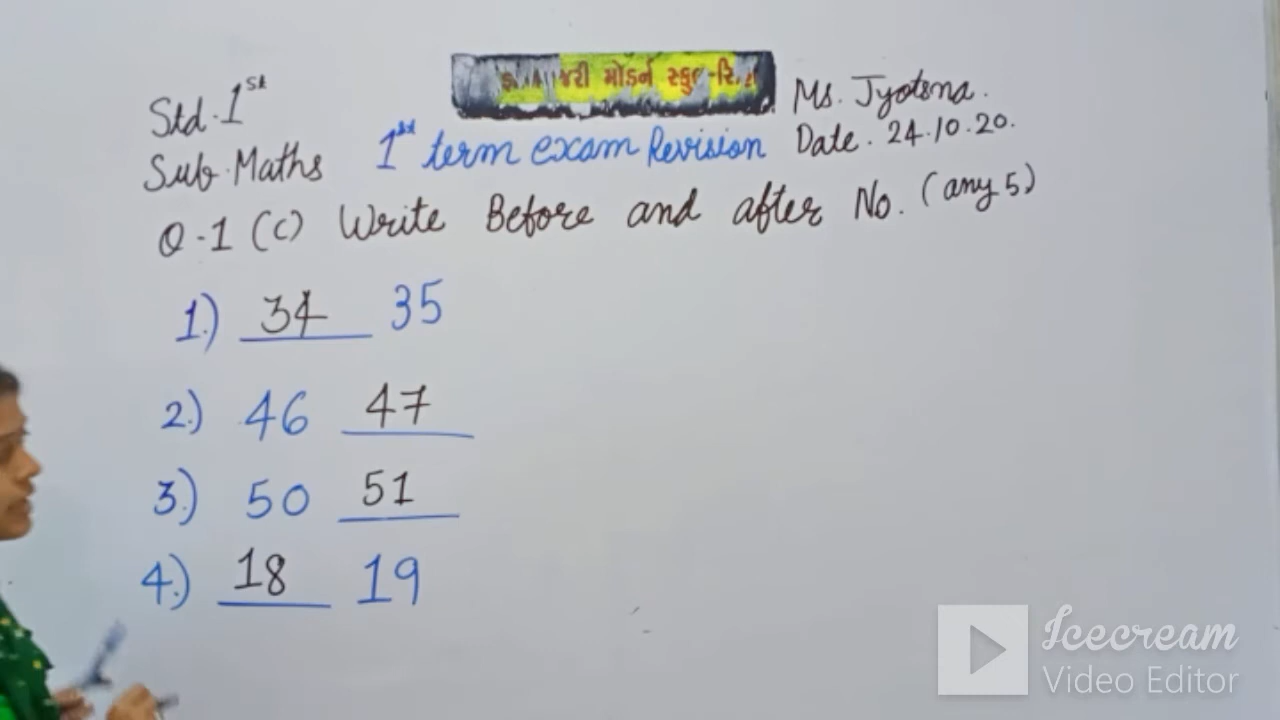 મોડર્ન સ્કુલ
Std. 1st
Ms. Jyotsna.
Sub. Maths 1st term exam Revision Date. 24.10.20.
Q.1 (C) Write Before and after No. (any 5)
1.) 34 35
2.) 46 47
3.) 50 51
4.) 18 19
Icecream
Video Editor